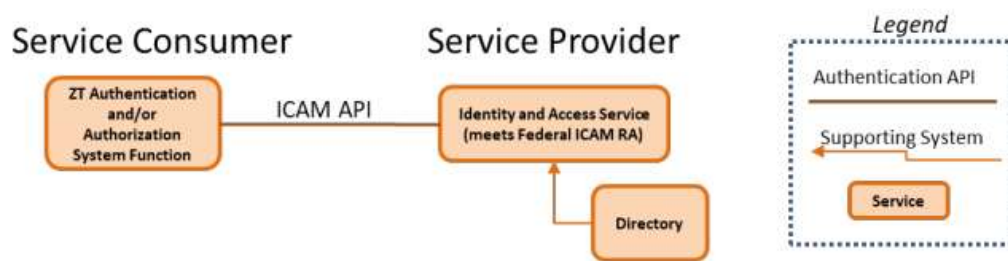 Service Consumer
Service Provider
ZT Authentication
and/or
Authorization
System Function
ICAM API
Identity and Access Service
(meets Federal ICAM RA)
Directory
Legend
Authentication API
Supporting System
Service